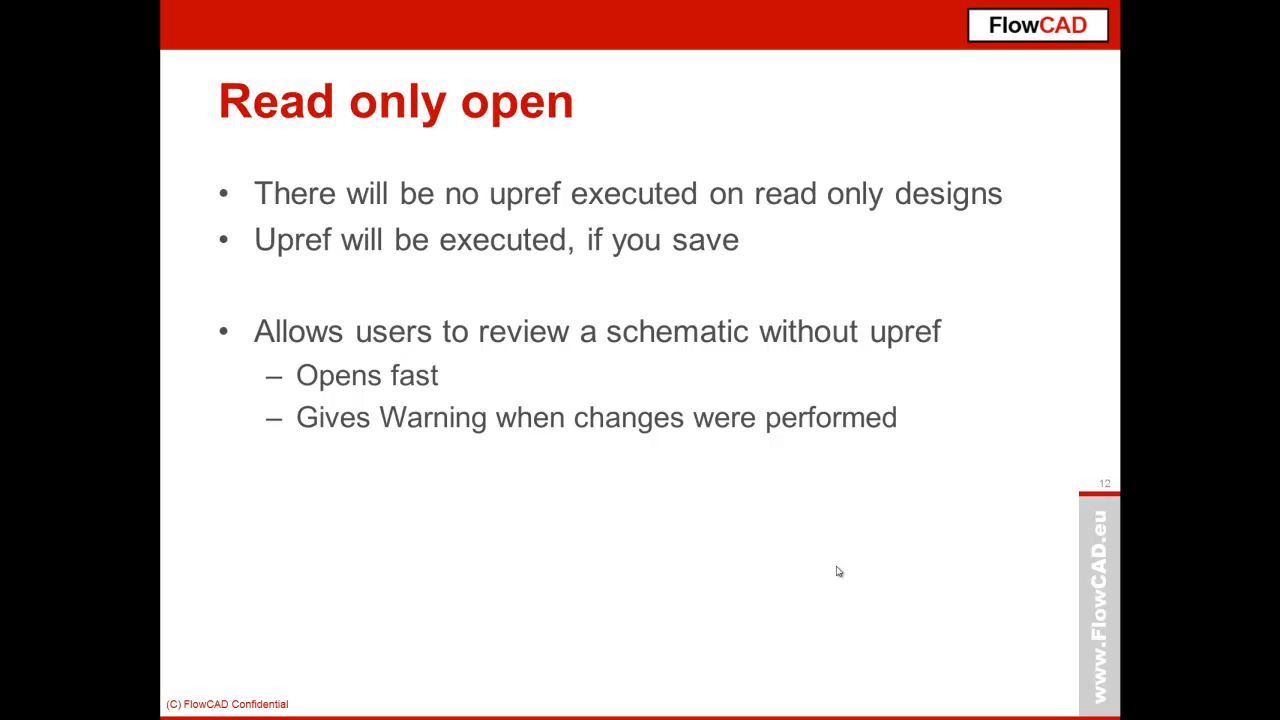 FlowCAD
Read only open
• There will be no upref executed on read only designs
• Upref will be executed, if you save
• Allows users to review a schematic without upref
– Opens fast
– Gives Warning when changes were performed
12
www.FlowCAD.eu
(C) FlowCAD Confidential